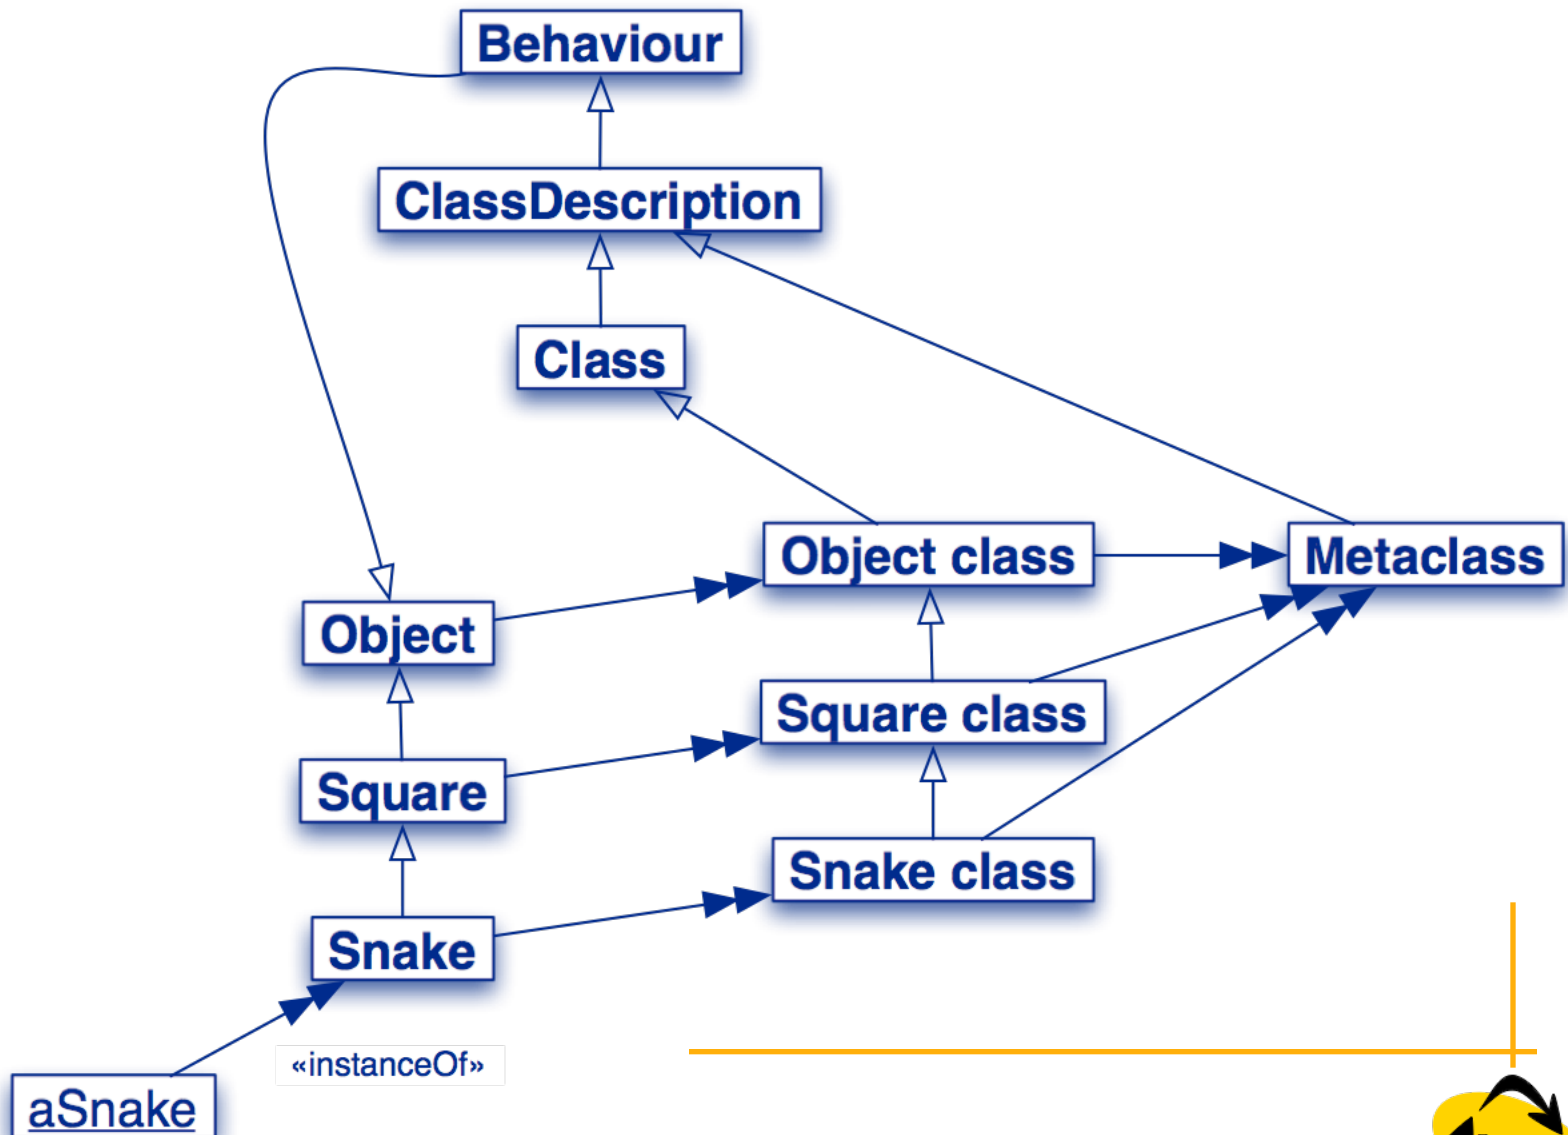 Behaviour
ClassDescription
Class
Object class
Metaclass
Object
Square class
Square
Snake class
Snake
«instanceOf»
aSnake